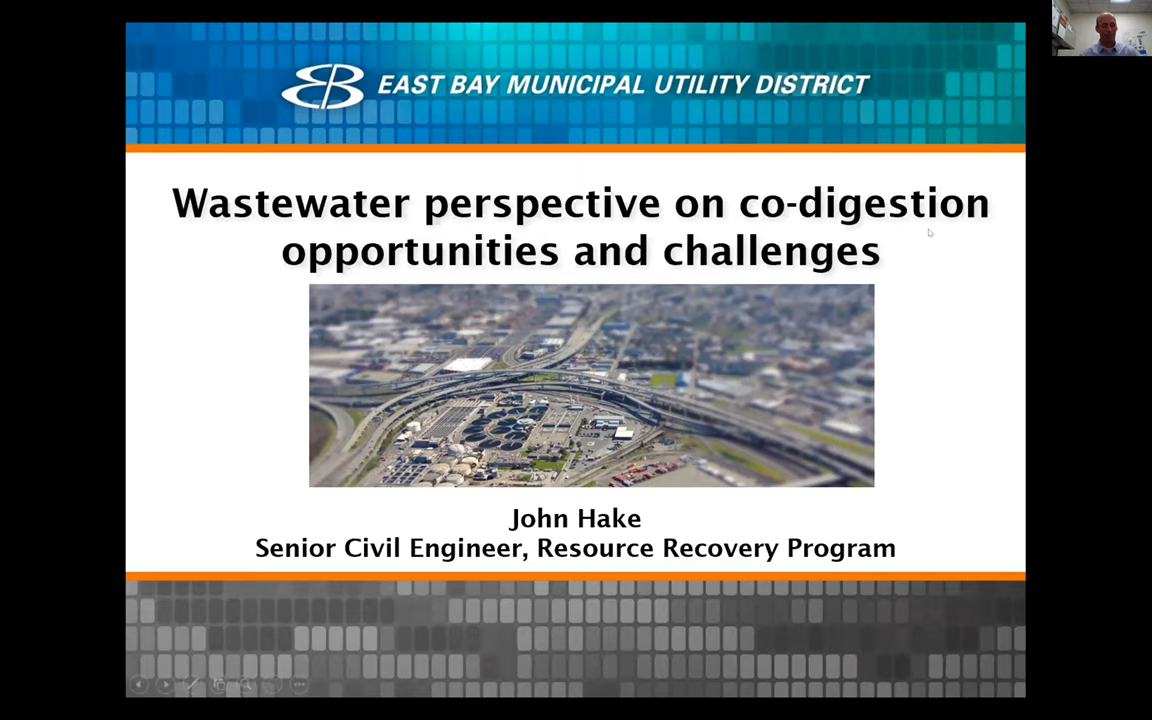 EAST BAY MUNICIPAL UTILITY DISTRICT
Wastewater perspective on co-digestion
opportunities and challenges
John Hake
Senior Civil Engineer, Resource Recovery Program